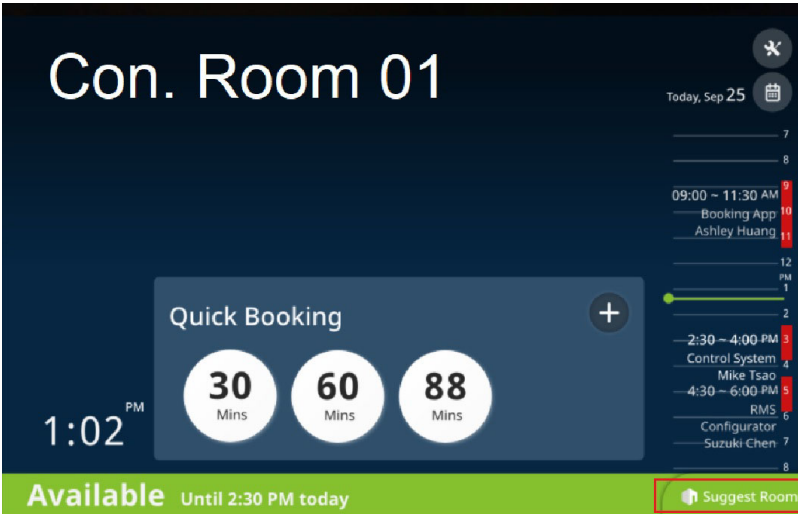 Con. Room 01
Today, Sep 25
7
8
9
09:00 ~ 11:30 AM
Booking App 10
Ashley Huang 11
12
PM
1
2
2:30 ~ 4:00 PM 3
Control System 4
Mike Tsao
4:30 ~ 6:00 PM 5
RMS 6
Configurator
Suzuki Chen 7
8
Quick Booking
+
30 60 88
Mins Mins Mins
1:02 PM
Available Until 2:30 PM today
Suggest Room